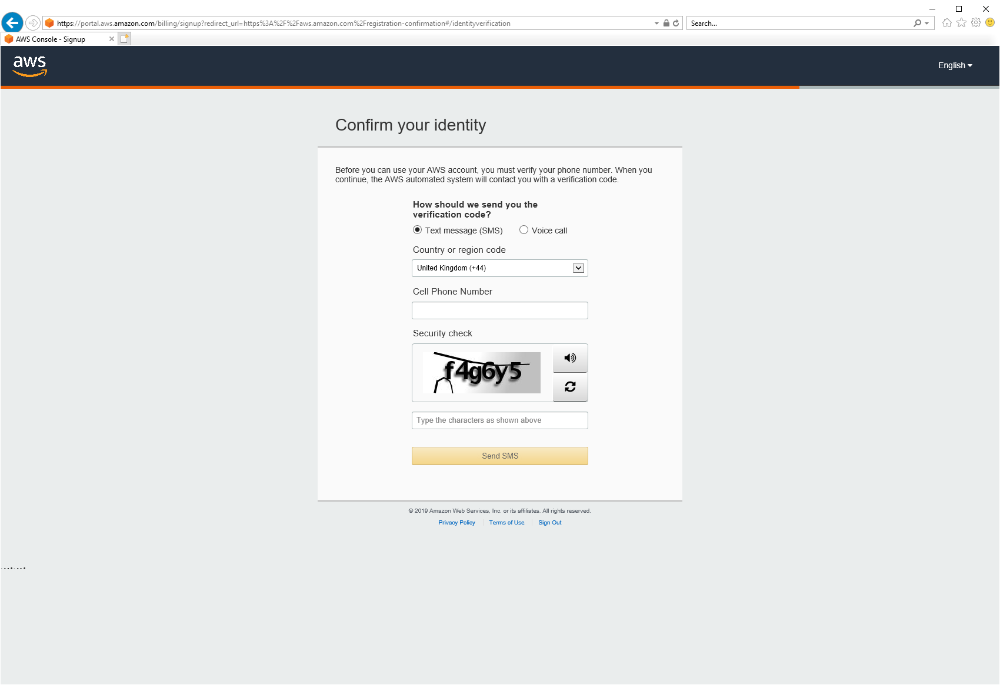 https://portal.aws.amazon.com/billing/signup?redirect_url=https%3A%2F%2Faws.amazon.com%2Fregistration-confirmation#/identityverification
Search...
AWS Console - Signup
aws
English
Confirm your identity
Before you can use your AWS account, you must verify your phone number. When you
continue, the AWS automated system will contact you with a verification code.
How should we send you the
verification code?
Text message (SMS) Voice call
Country or region code
United Kingdom (+44)
Cell Phone Number
Security check
f4g6y5
Type the characters as shown above
Send SMS
© 2019 Amazon Web Services, Inc. or its affiliates. All rights reserved.
Privacy Policy Terms of Use Sign Out